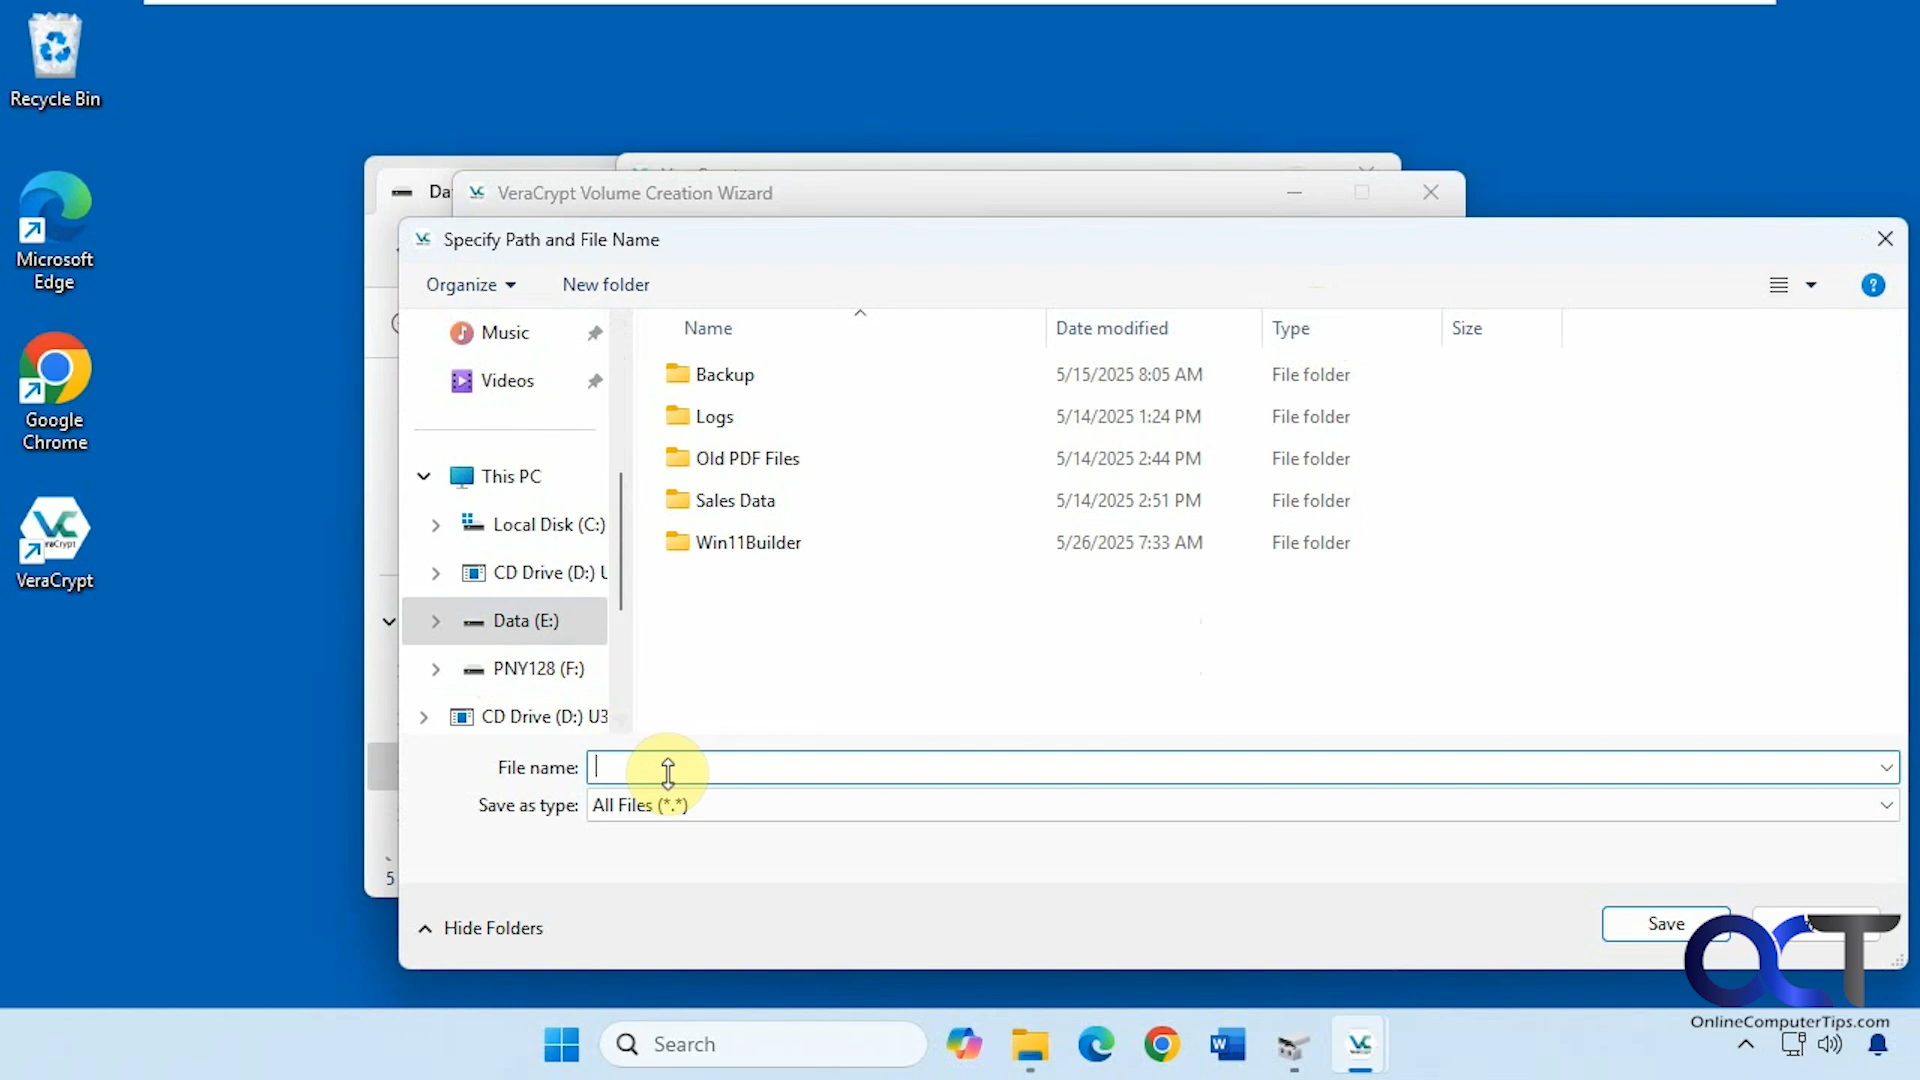 Recycle Bin
Microsoft
Edge
Google
Chrome
VeraCrypt
VeraCrypt Volume Creation Wizard
Specify Path and File Name
Organize
New folder
Music
Videos
This PC
Local Disk (C:)
CD Drive (D:) U
Data (E:)
PNY128 (F:)
CD Drive (D:) U3
Name Date modified Type Size
Backup 5/15/2025 8:05 AM File folder
Logs 5/14/2025 1:24 PM File folder
Old PDF Files 5/14/2025 2:44 PM File folder
Sales Data 5/14/2025 2:51 PM File folder
Win11Builder 5/26/2025 7:33 AM File folder
File name:
Save as type: All Files (*.*)
Hide Folders
Save
5
OCT
OnlineComputerTips.com
Search